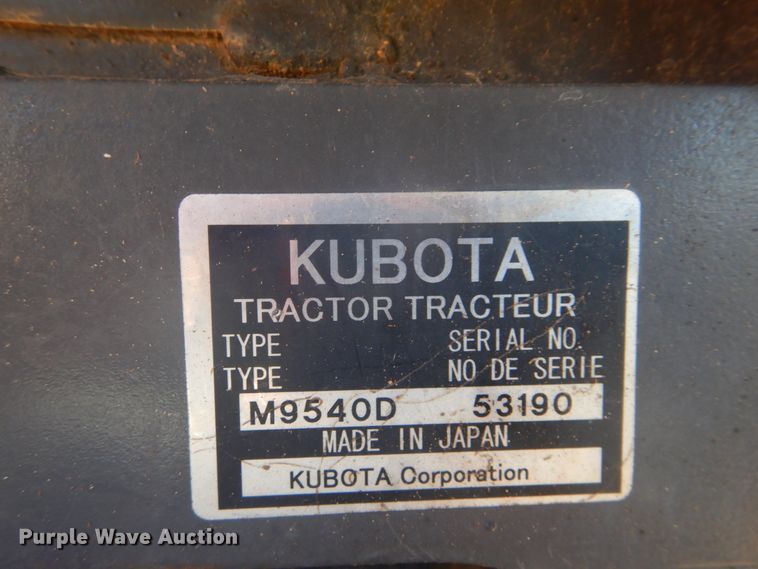 KUBOTA
TRACTOR TRACTEUR
TYPE SERIAL NO.
TYPE NO DE SERIE
M9540D 53190
MADE IN JAPAN
KUBOTA Corporation
Purple Wave Auction